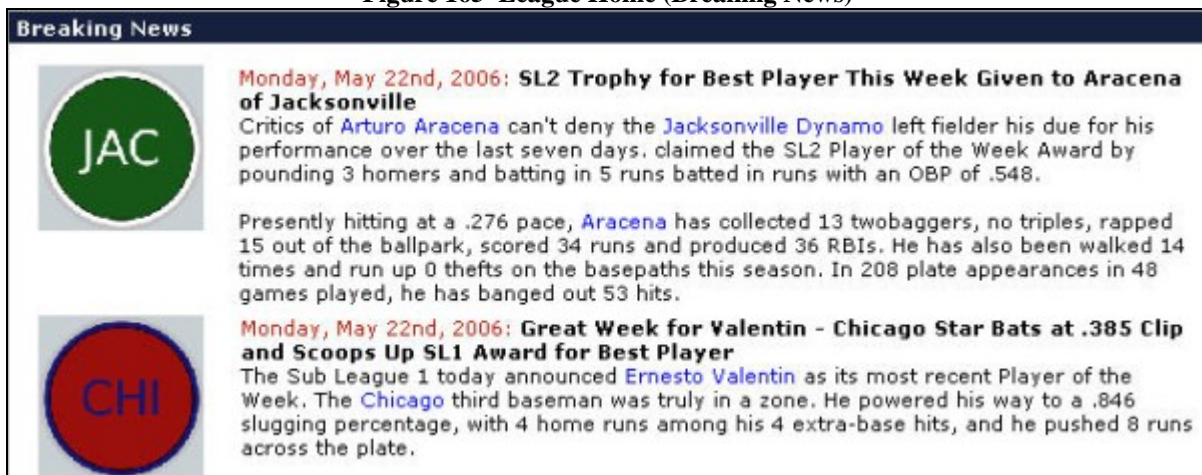 Figure 103 League Home (Breaking News)
Breaking News
JAC
Monday, May 22nd, 2006: SL2 Trophy for Best Player This Week Given to Aracena
of Jacksonville
Critics of Arturo Aracena can't deny the Jacksonville Dynamo left fielder his due for his
performance over the last seven days. claimed the SL2 Player of the Week Award by
pounding 3 homers and batting in 5 runs batted in runs with an OBP of .548.
Presently hitting at a .276 pace, Aracena has collected 13 twobaggers, no triples, rapped
15 out of the ballpark, scored 34 runs and produced 36 RBIs. He has also been walked 14
times and run up 0 thefts on the basepaths this season. In 208 plate appearances in 48
games played, he has banged out 53 hits.
CHI
Monday, May 22nd, 2006: Great Week for Valentin - Chicago Star Bats at .385 Clip
and Scoops Up SL1 Award for Best Player
The Sub League 1 today announced Ernesto Valentin as its most recent Player of the
Week. The Chicago third baseman was truly in a zone. He powered his way to a .846
slugging percentage, with 4 home runs among his 4 extra-base hits, and he pushed 8 runs
across the plate.